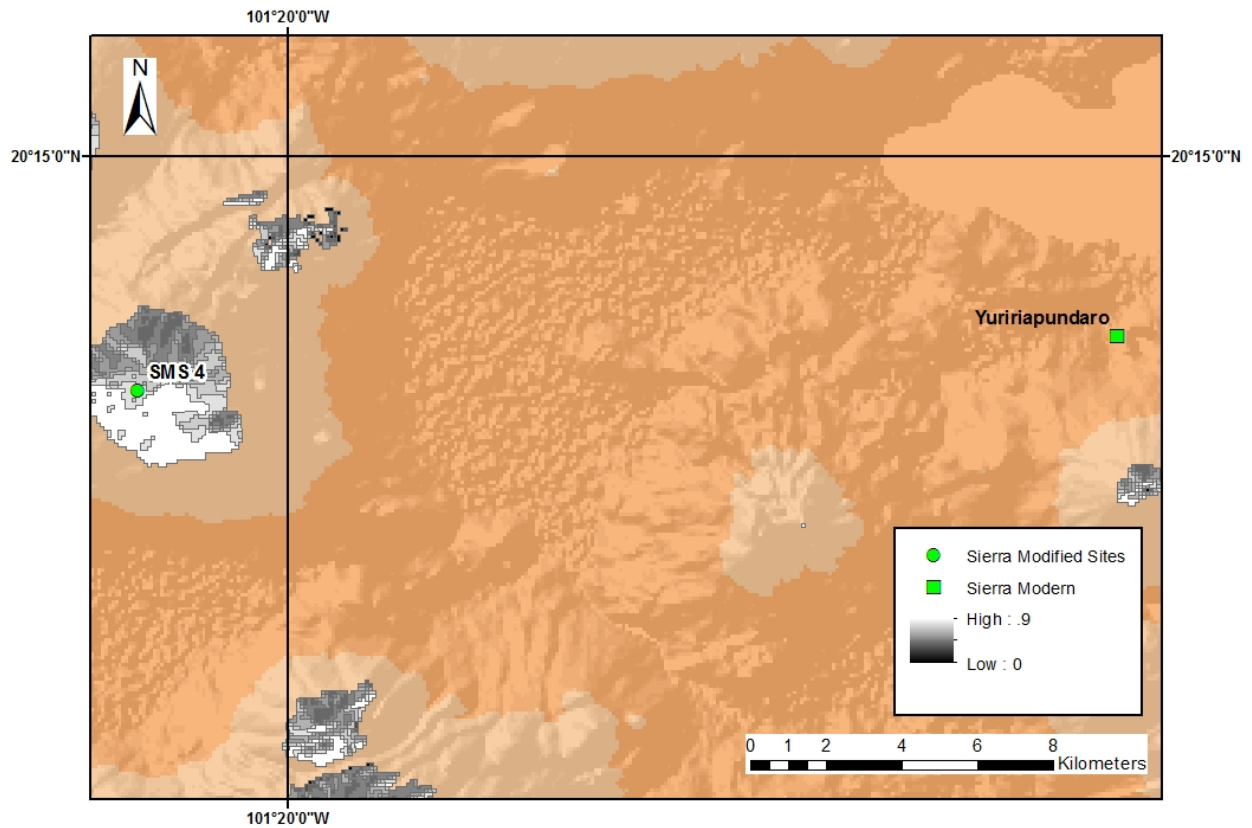 101°20'0"W
N
20°15'0"N
20°15'0"N
Yuririapundaro
SMS 4
Sierra Modified Sites
Sierra Modern
High : .9
Low : 0
0 1 2 4 6 8
Kilometers
101°20'0"W